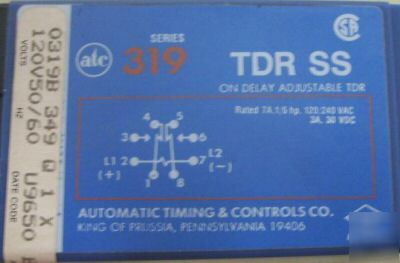 SERIES
atc 319 TDR SS
ON DELAY ADJUSTABLE TDR
Rated 7A 1/6 hp, 120/240 VAC
3A, 30 VDC
4 5
3 6
L1 2 7 L2
(+) (−)
1 8
AUTOMATIC TIMING & CONTROLS CO.
KING OF PRUSSIA, PENNSYLVANIA 19406
0319B 349 Q 1 X
120V50/60 U9650
VOLTS HZ DATE CODE